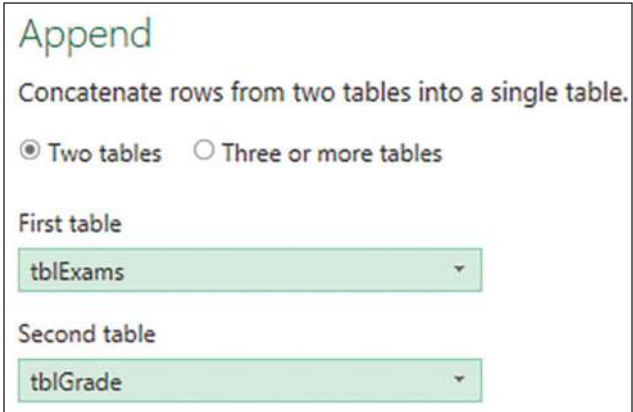 Append
Concatenate rows from two tables into a single table.
Two tables Three or more tables
First table
tblExams
Second table
tblGrade